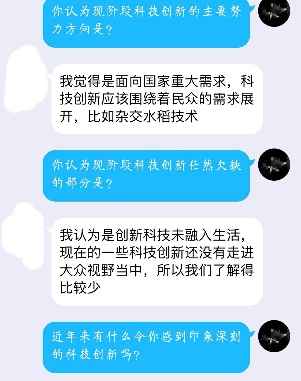 你认为现阶段科技创新的主要努
力方向是？
我觉得是面向国家重大需求，科
技创新应该围绕着民众的需求展
开，比如杂交水稻技术
你认为现阶段科技创新任然欠缺
的部分是？
我认为是创新科技未融入生活，
现在的一些科技创新还没有走进
大众视野当中，所以我们了解得
比较少
近年来有什么令你感到印象深刻
的科技创新吗？